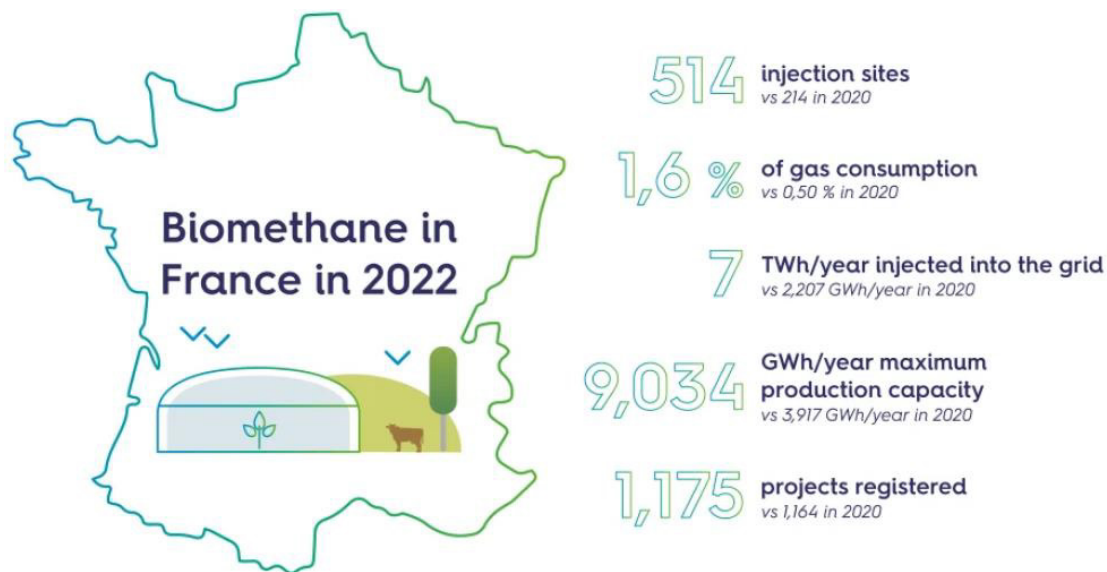 Biomethane in
France in 2022
514
injection sites
vs 214 in 2020
1,6 %
of gas consumption
vs 0,50 % in 2020
7
TWh/year injected into the grid
vs 2,207 GWh/year in 2020
9,034
GWh/year maximum
production capacity
vs 3,917 GWh/year in 2020
1,175
projects registered
vs 1,164 in 2020